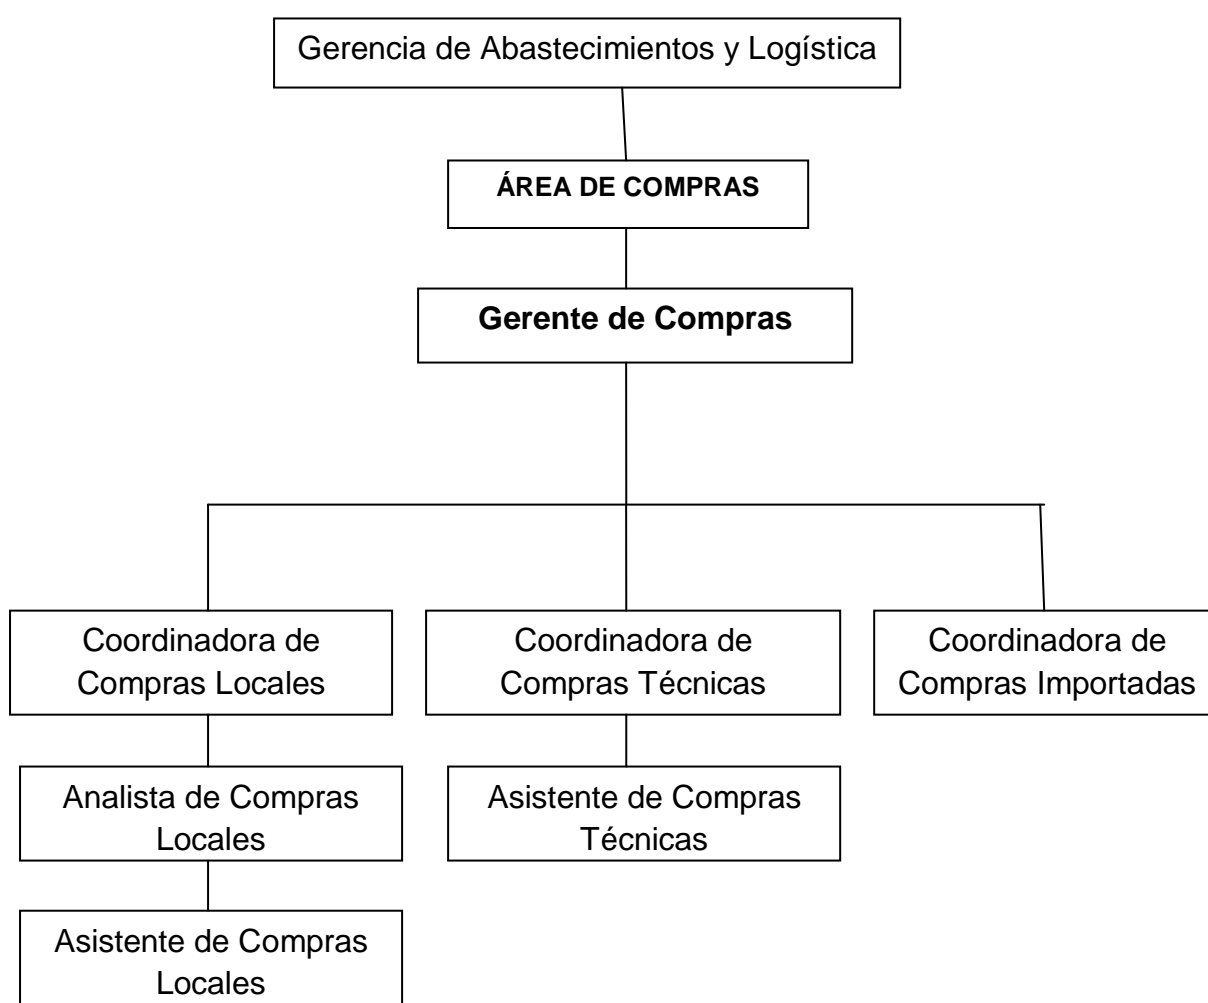 Gerencia de Abastecimientos y Logística
ÁREA DE COMPRAS
Gerente de Compras
Coordinadora de
Compras Locales
Coordinadora de
Compras Técnicas
Coordinadora de
Compras Importadas
Analista de Compras
Locales
Asistente de Compras
Técnicas
Asistente de Compras
Locales